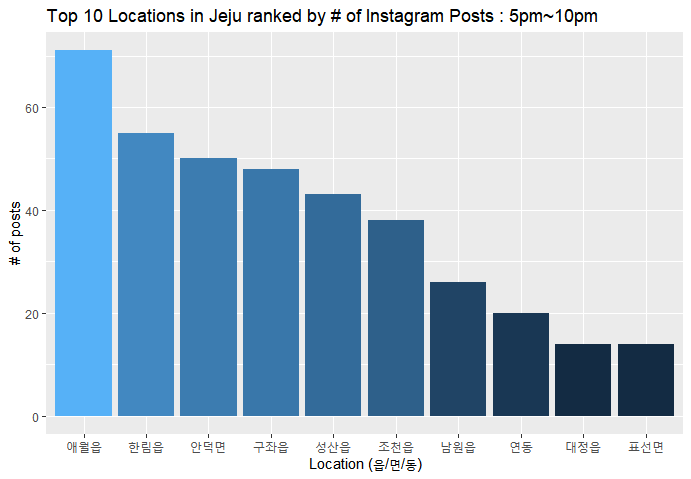 Top 10 Locations in Jeju ranked by # of Instagram Posts : 5pm~10pm
# of posts
60
40
20
0
애월읍 한림읍 안덕면 구좌읍 성산읍 조천읍 남원읍 연동 대정읍 표선면
Location (읍/면/동)